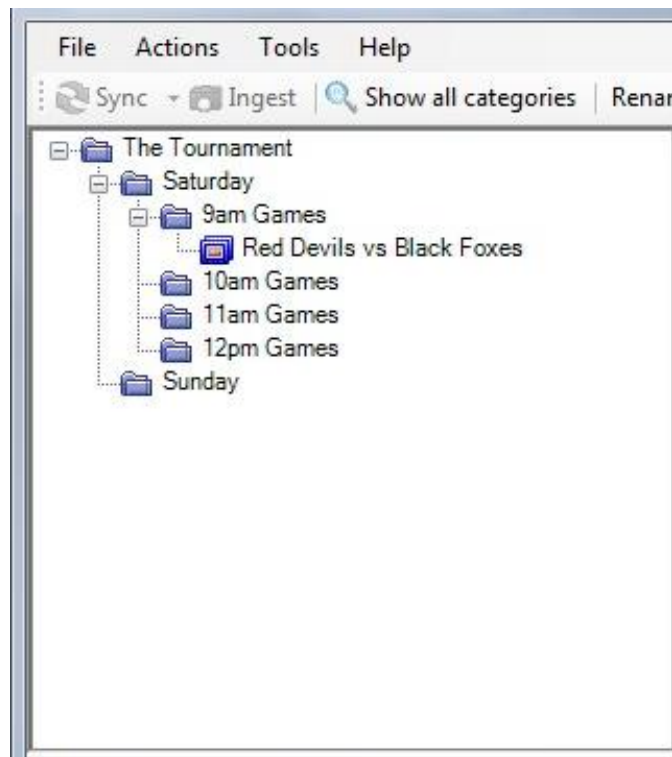 File Actions Tools Help
Sync Ingest Show all categories
The Tournament
Saturday
9am Games
Red Devils vs Black Foxes
10am Games
11am Games
12pm Games
Sunday